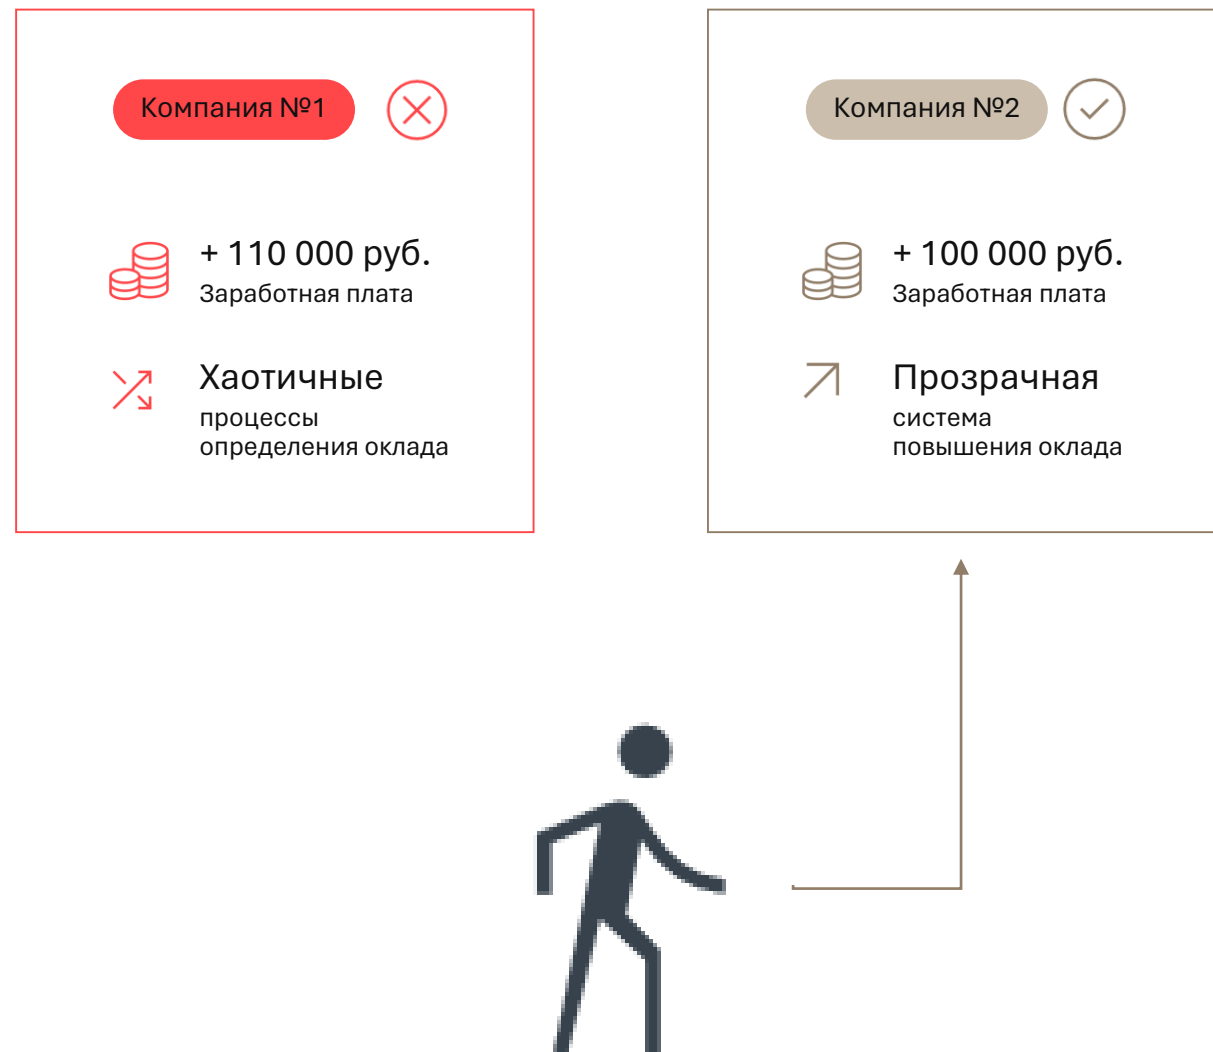 Компания №1
+ 110 000 руб.
Заработная плата
Хаотичные
процессы
определения оклада
Компания №2
+ 100 000 руб.
Заработная плата
Прозрачная
система
повышения оклада